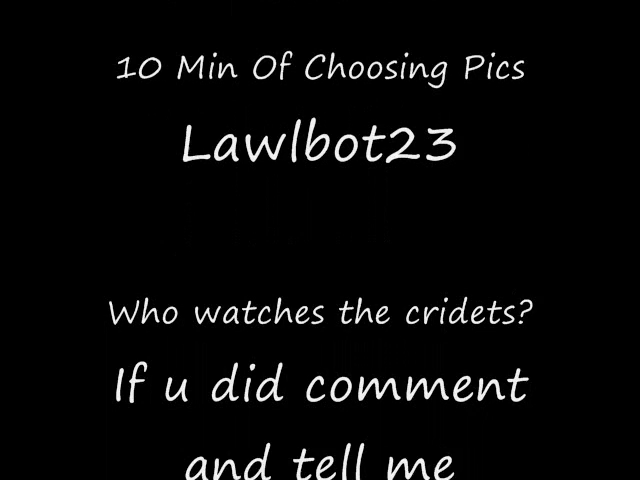 10 Min Of Choosing Pics
Lawlbot23
Who watches the cridets?
If u did comment
and tell me